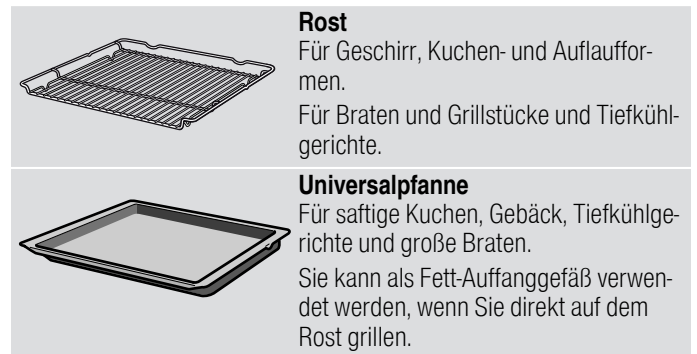 Rost
Für Geschirr, Kuchen- und Auflauffor-
men.
Für Braten und Grillstücke und Tiefkühl-
gerichte.
Universalpfanne
Für saftige Kuchen, Gebäck, Tiefkühlge-
richte und große Braten.
Sie kann als Fett-Auffanggefäß verwen-
det werden, wenn Sie direkt auf dem
Rost grillen.